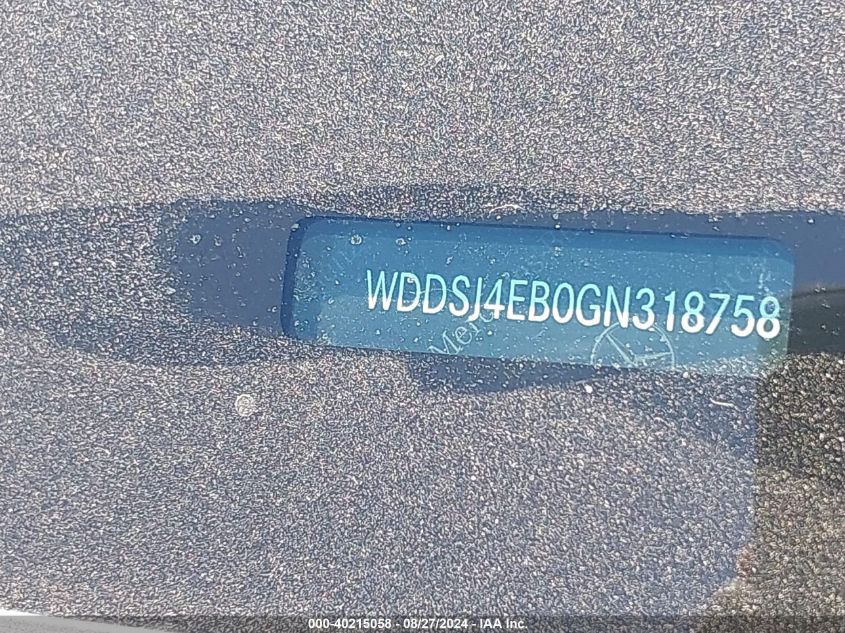 WDDSJ4EB0GN318758
000-40215058 - 08/27/2024 - IAA Inc.